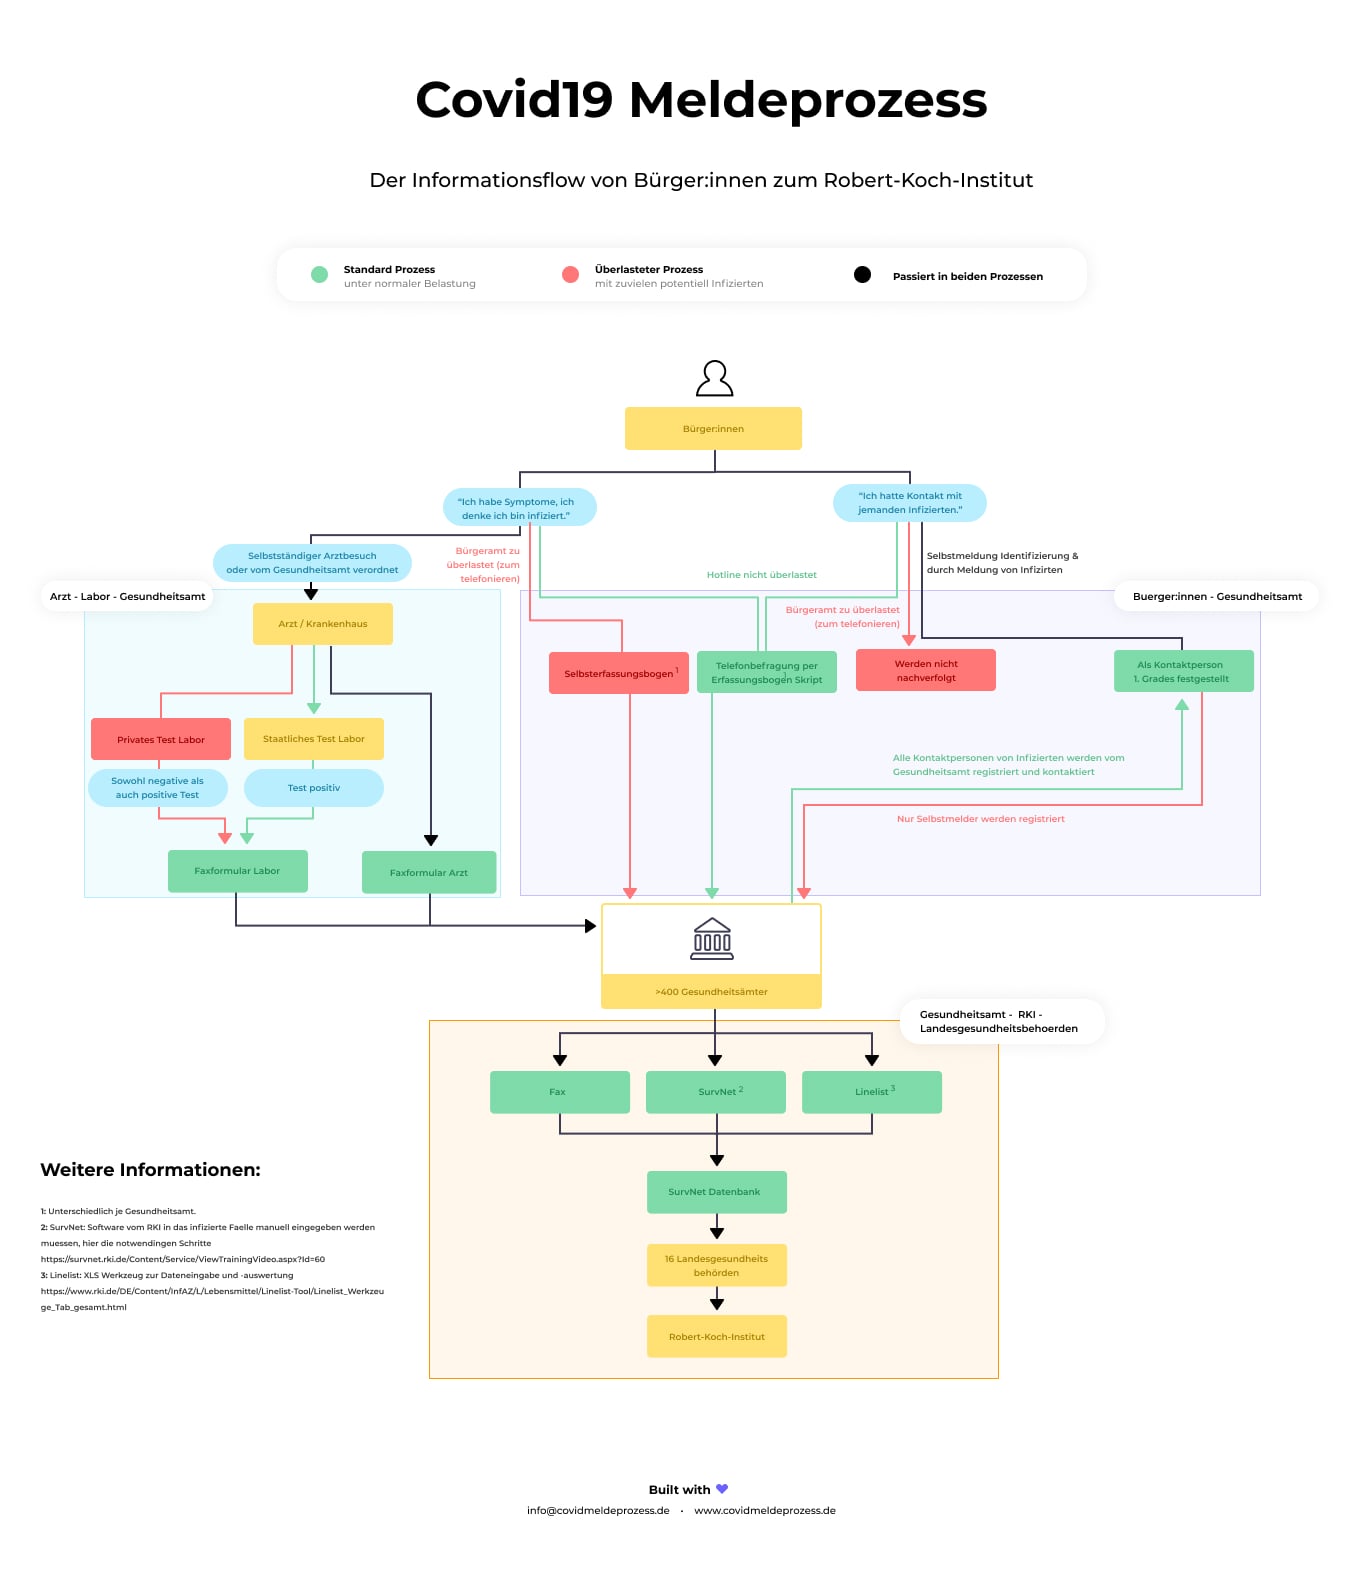 Covid19 Meldeprozess
Der Informationsflow von Bürger:innen zum Robert-Koch-Institut
Standard Prozess
unter normaler Belastung
Überlasteter Prozess
mit zuvielen potentiell Infizierten
Passiert in beiden Prozessen
Bürger:innen
“Ich habe Symptome, ich
denke ich bin infiziert.”
“Ich hatte Kontakt mit
jemanden Infizierten.”
Selbstständiger Arztbesuch
oder vom Gesundheitsamt verordnet
Bürgeramt zu
überlastet (zum
telefonieren)
Hotline nicht überlastet
Selbstmeldung Identifizierung &
durch Meldung von Infizirten
Arzt - Labor - Gesundheitsamt
Buerger:innen - Gesundheitsamt
Arzt / Krankenhaus
Bürgeramt zu überlastet
(zum telefonieren)
Selbsterfassungsbogen 1
Telefonbefragung per
Erfassungsbogen Skript 1
Werden nicht
nachverfolgt
Als Kontaktperson
1. Grades festgestellt
Privates Test Labor
Staatliches Test Labor
Sowohl negative als
auch positive Test
Test positiv
Alle Kontaktpersonen von Infizierten werden vom
Gesundheitsamt registriert und kontaktiert
Nur Selbstmelder werden registriert
Faxformular Labor
Faxformular Arzt
>400 Gesundheitsämter
Gesundheitsamt - RKI -
Landesgesundheitsbehoerden
Fax
SurvNet 2
Linelist 3
SurvNet Datenbank
16 Landesgesundheits
behörden
Robert-Koch-Institut
Weitere Informationen:
1: Unterschiedlich je Gesundheitsamt.
2: SurvNet: Software vom RKI in das infizierte Faelle manuell eingegeben werden
muessen, hier die notwendingen Schritte
https://survnet.rki.de/Content/Service/ViewTrainingVideo.aspx?Id=60
3: Linelist: XLS Werkzeug zur Dateneingabe und -auswertung
https://www.rki.de/DE/Content/InfAZ/L/Lebensmittel/Linelist-Tool/Linelist_Werkzeu
ge_Tab_gesamt.html
Built with
info@covidmeldeprozess.de • www.covidmeldeprozess.de